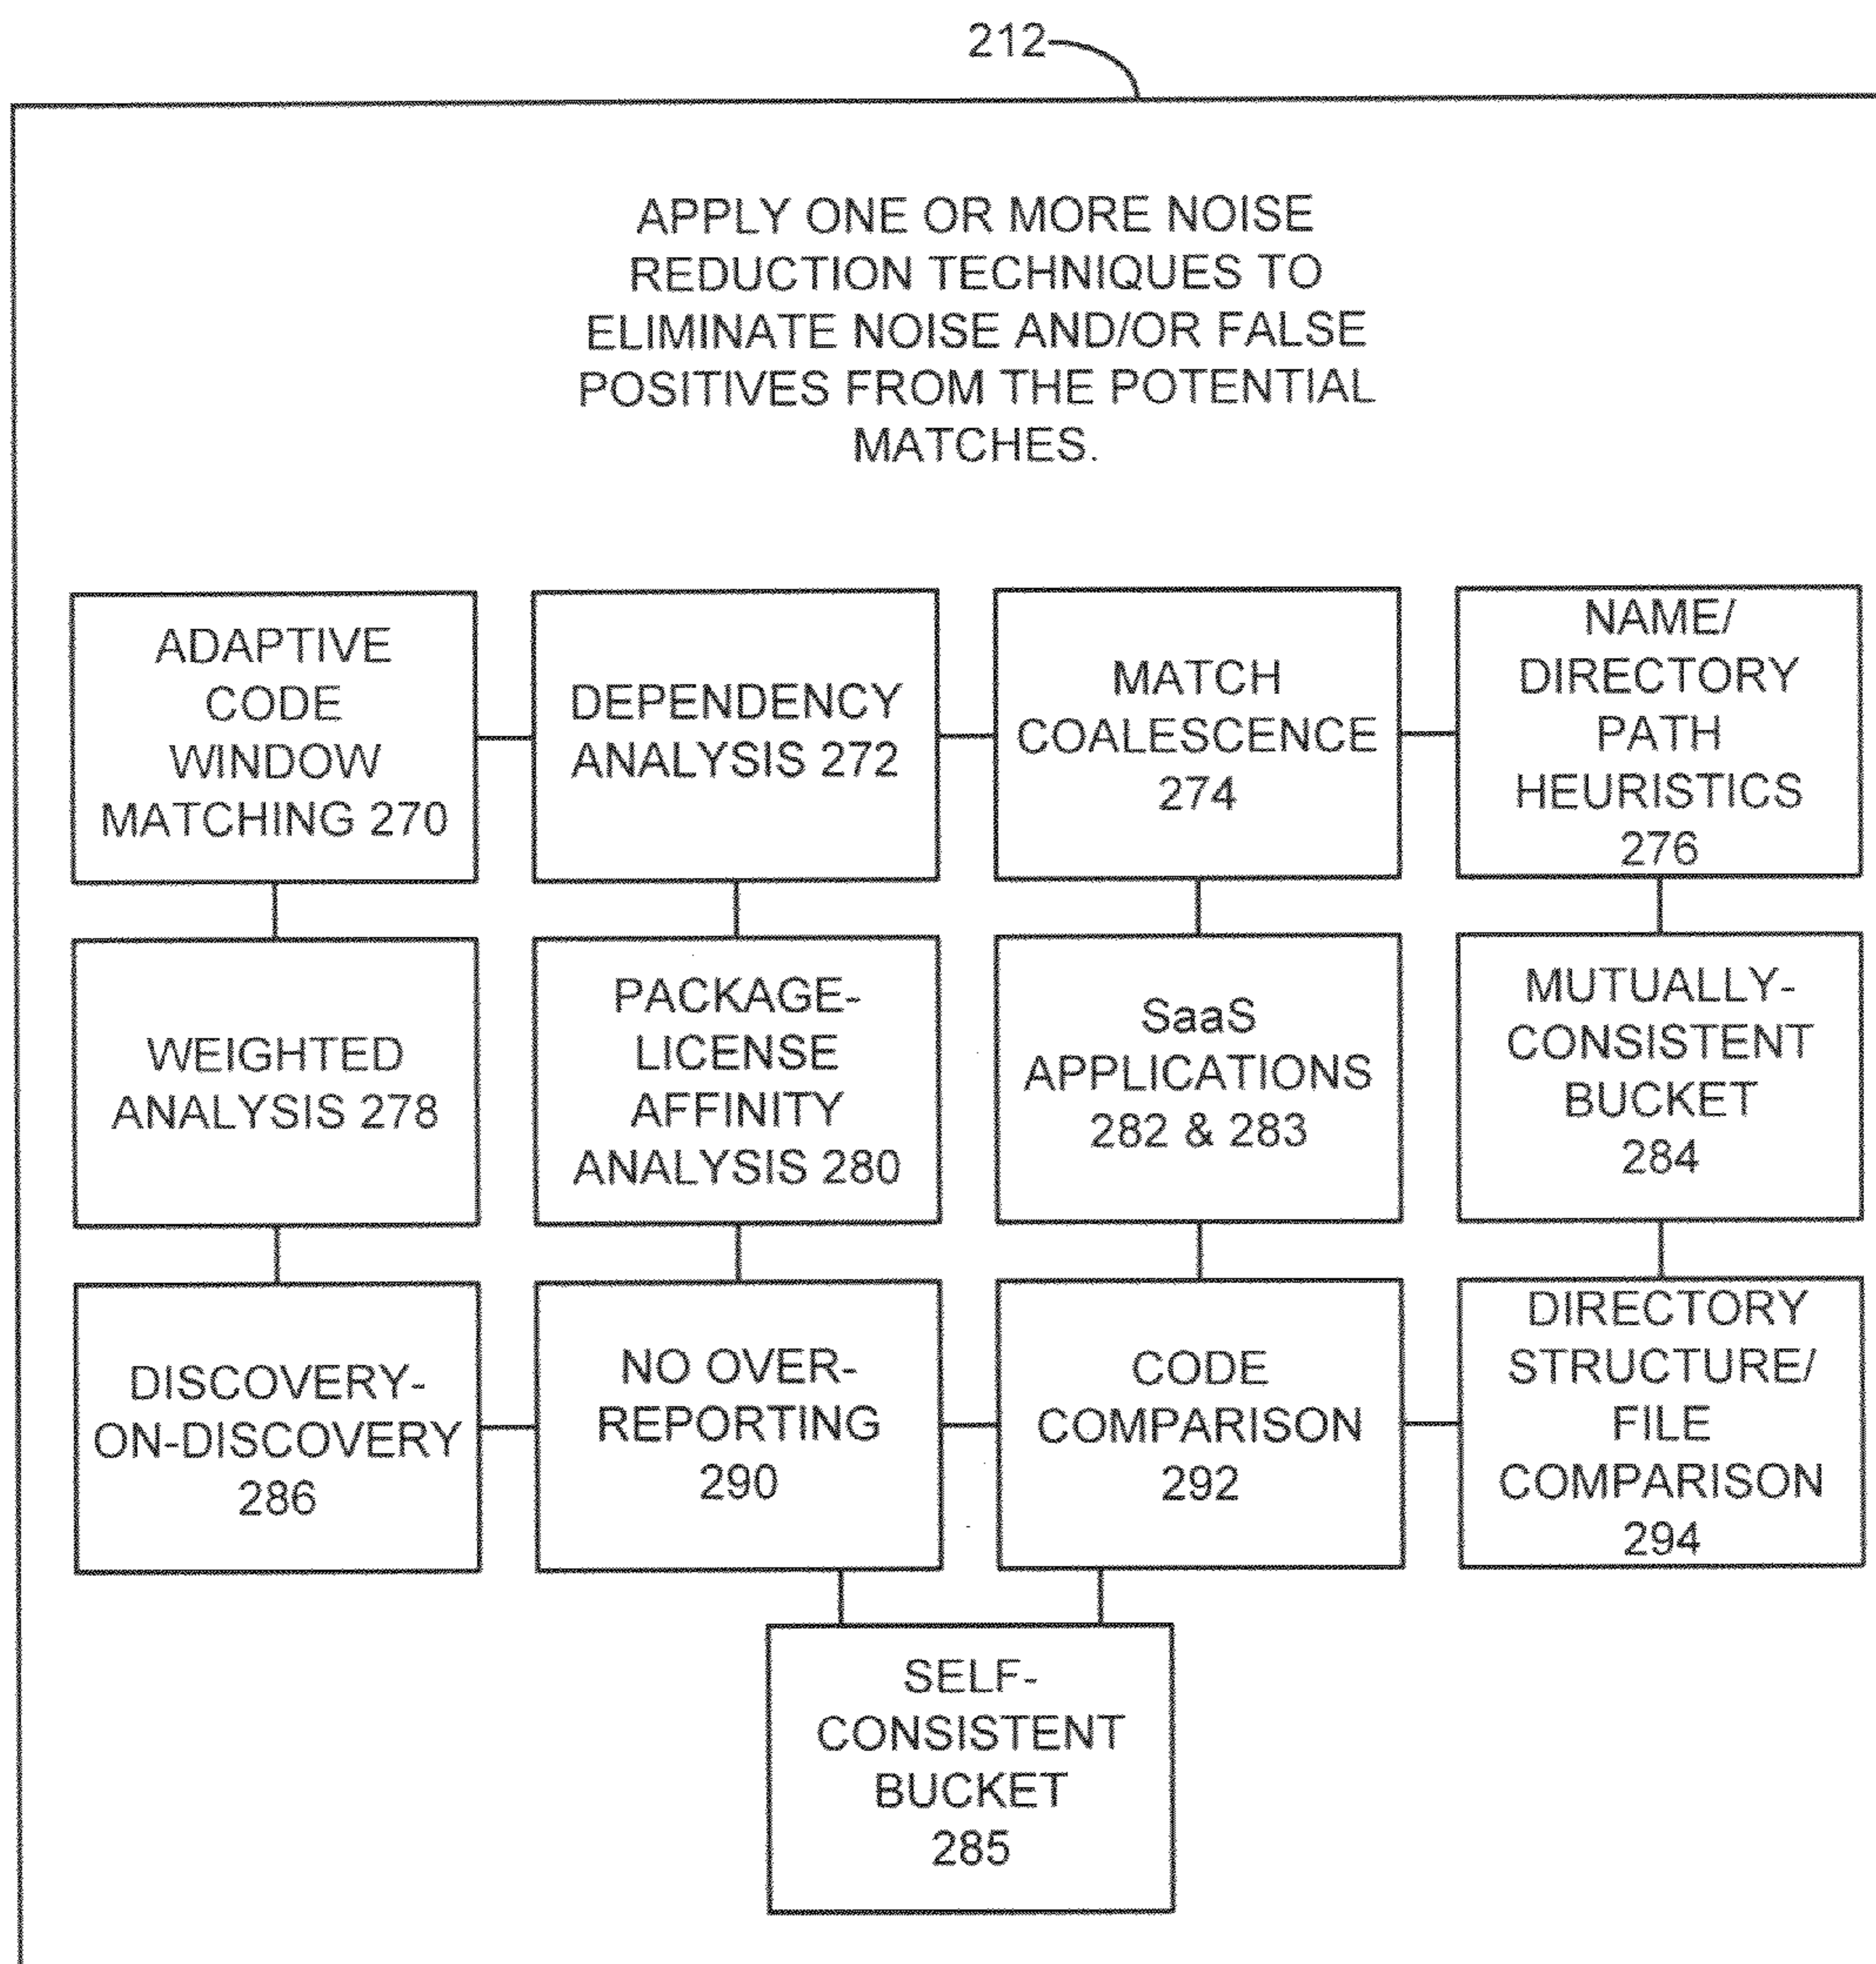 212
APPLY ONE OR MORE NOISE
REDUCTION TECHNIQUES TO
ELIMINATE NOISE AND/OR FALSE
POSITIVES FROM THE POTENTIAL
MATCHES.
ADAPTIVE
CODE
WINDOW
MATCHING 270
DEPENDENCY
ANALYSIS 272
MATCH
COALESCENCE
274
NAME/
DIRECTORY
PATH
HEURISTICS
276
WEIGHTED
ANALYSIS 278
PACKAGE-
LICENSE
AFFINITY
ANALYSIS 280
SaaS
APPLICATIONS
282 & 283
MUTUALLY-
CONSISTENT
BUCKET
284
DISCOVERY-
ON-DISCOVERY
286
NO OVER-
REPORTING
290
CODE
COMPARISON
292
DIRECTORY
STRUCTURE/
FILE
COMPARISON
294
SELF-
CONSISTENT
BUCKET
285